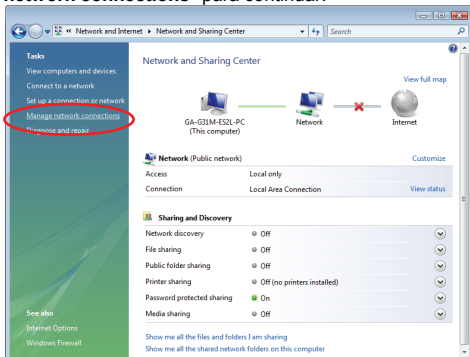 Network and Internet ▸ Network and Sharing Center
Search
Tasks
View computers and devices
Connect to a network
Set up a connection or network
Manage network connections
Diagnose and repair
See also
Internet Options
Windows Firewall
Network and Sharing Center
View full map
GA-G31M-ES2L-PC
(This computer)
Network
Internet
Network (Public network)
Customize
Access Local only
Connection Local Area Connection View status
Sharing and Discovery
Network discovery Off
File sharing Off
Public folder sharing Off
Printer sharing Off (no printers installed)
Password protected sharing On
Media sharing Off
Show me all the files and folders I am sharing
Show me all the shared network folders on this computer